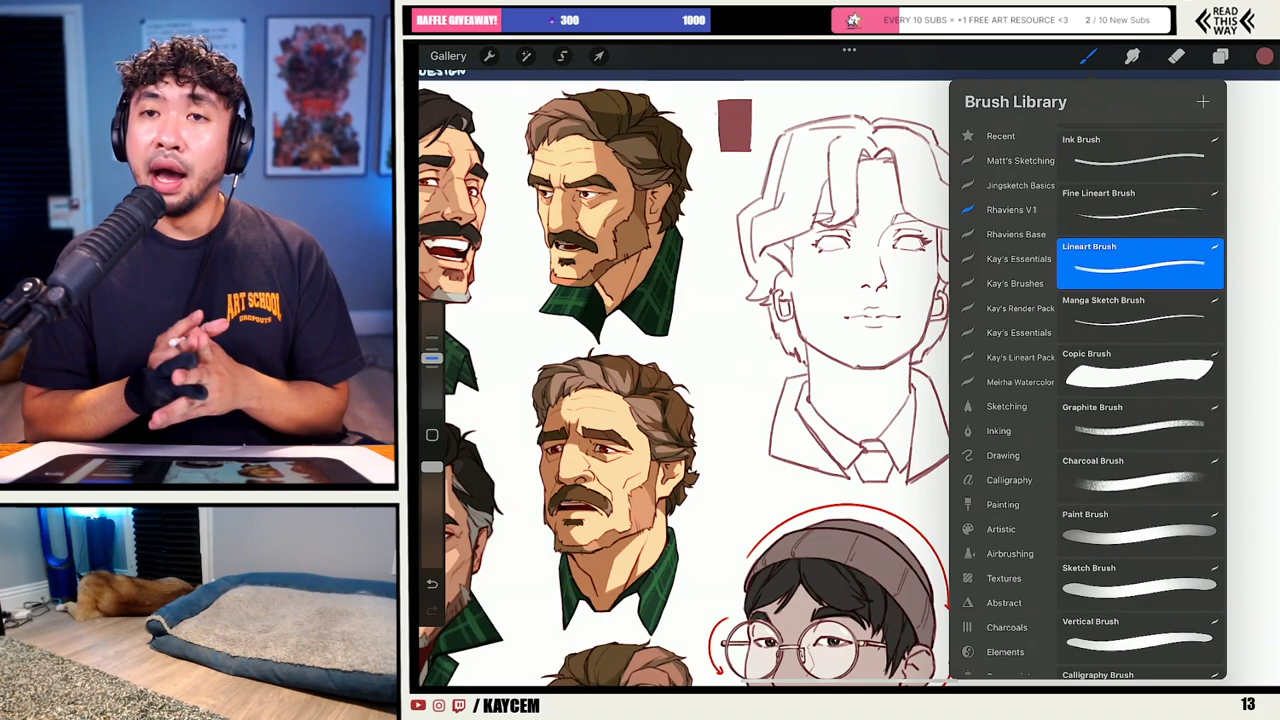 RAFFLE GIVEAWAY!
300
1000
EVERY 10 SUBS = +1 FREE ART RESOURCE <3
2 / 10 New Subs
READ
THIS
WAY
Gallery
DESIGN
Brush Library
Recent
Matt's Sketching
Jingsketch Basics
Rhaviens V1
Rhaviens Base
Kay's Essentials
Kay's Brushes
Kay's Render Pack
Kay's Essentials
Kay's Lineart Pack
Meirha Watercolor
Sketching
Inking
Drawing
Calligraphy
Painting
Artistic
Airbrushing
Textures
Abstract
Charcoals
Elements
Ink Brush
Fine Lineart Brush
Lineart Brush
Manga Sketch Brush
Copic Brush
Graphite Brush
Charcoal Brush
Paint Brush
Sketch Brush
Vertical Brush
Calligraphy Brush
ART SCHOOL
DROPOUTS
/ KAYCEM
13